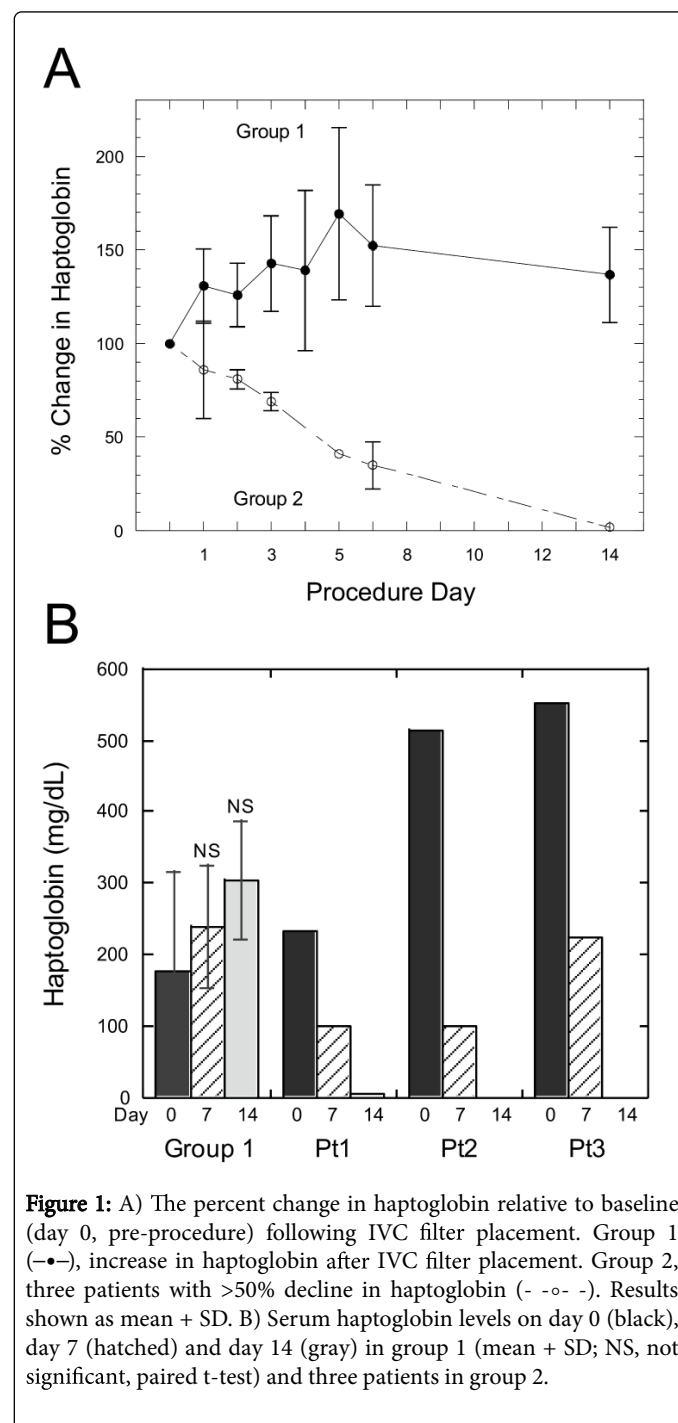 A
% Change in Haptoglobin
200
150
100
50
0
Group 1
Group 2
1 3 5 8 10 12 14
Procedure Day
B
Haptoglobin (mg/dL)
600
500
400
300
200
100
0
NS
NS
Day 0 7 14 0 7 14 0 7 14 0 7 14
Group 1 Pt1 Pt2 Pt3
Figure 1: A) The percent change in haptoglobin relative to baseline
(day 0, pre-procedure) following IVC filter placement. Group 1
(–•–), increase in haptoglobin after IVC filter placement. Group 2,
three patients with >50% decline in haptoglobin (- -◦- -). Results
shown as mean + SD. B) Serum haptoglobin levels on day 0 (black),
day 7 (hatched) and day 14 (gray) in group 1 (mean + SD; NS, not
significant, paired t-test) and three patients in group 2.